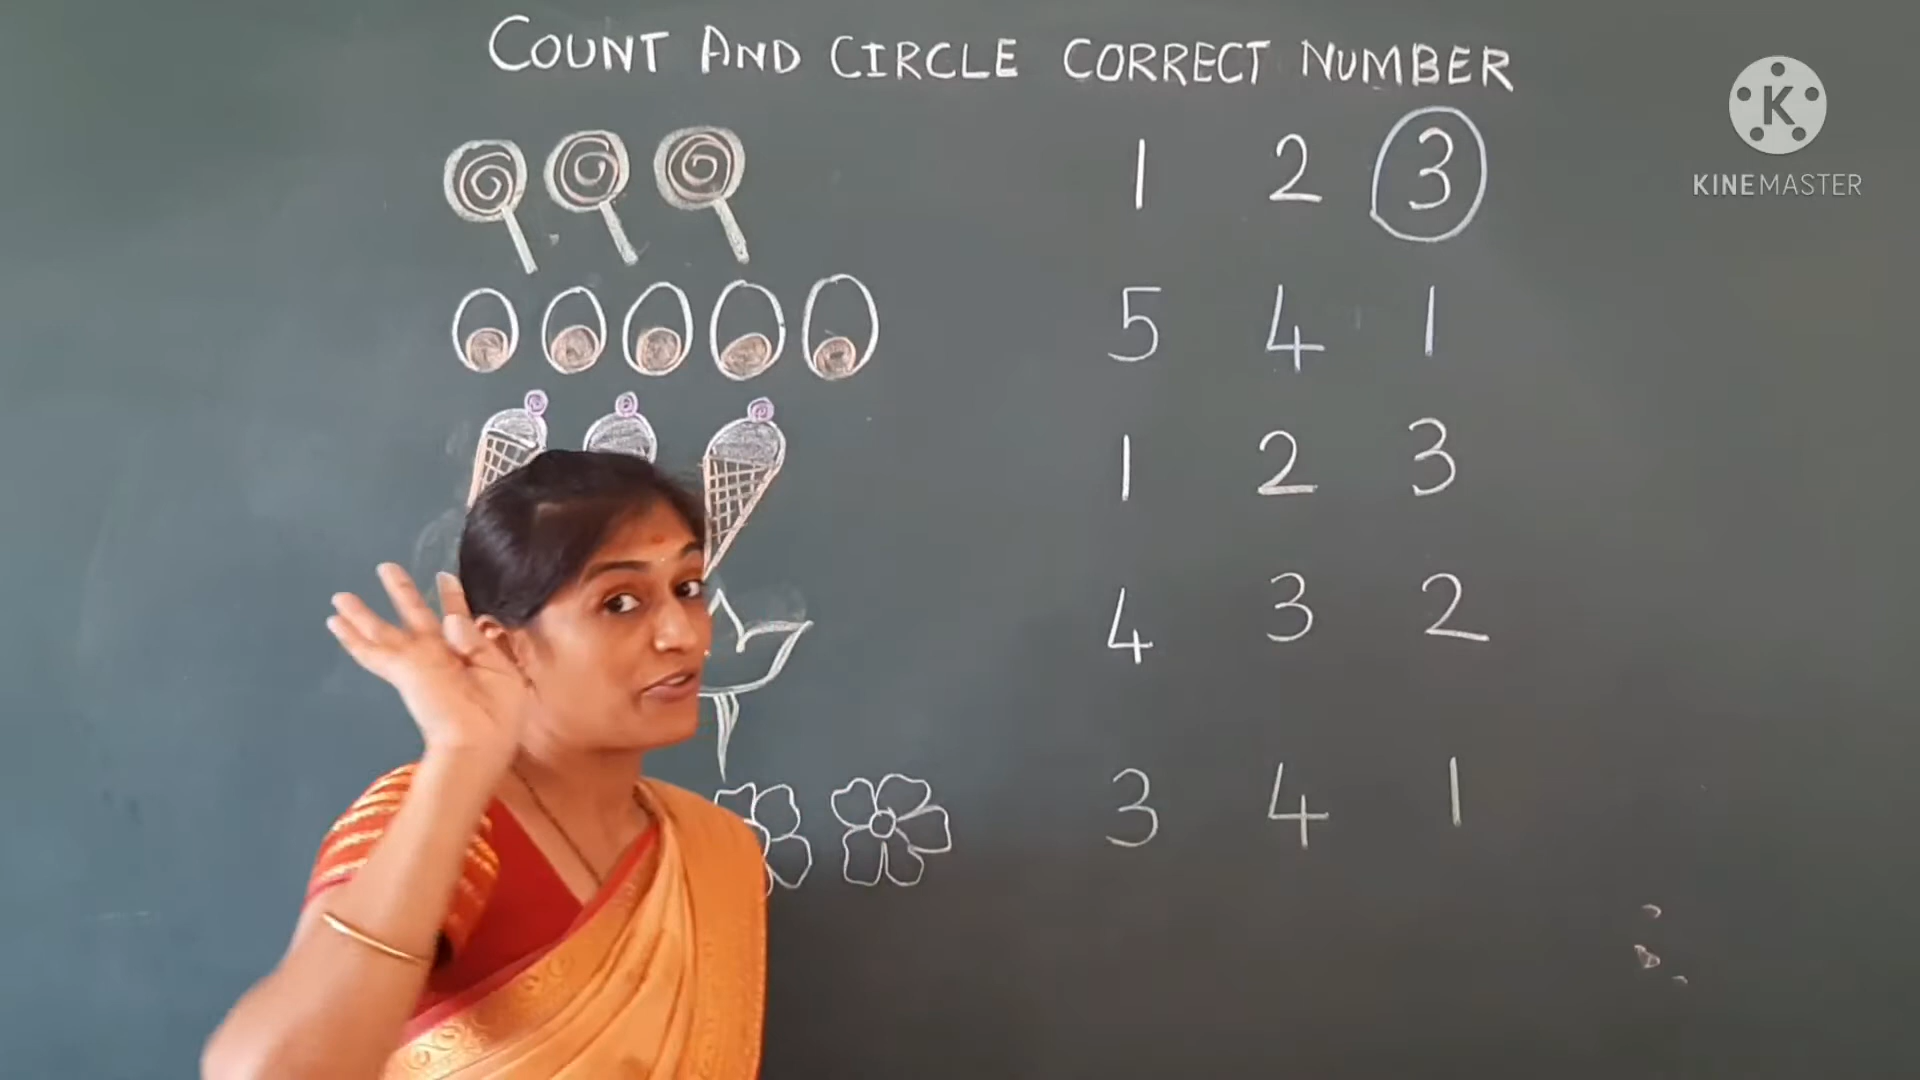 COUNT AND CIRCLE CORRECT NUMBER
1 2 3
5 4 1
1 2 3
4 3 2
3 4 1
K
KINEMASTER